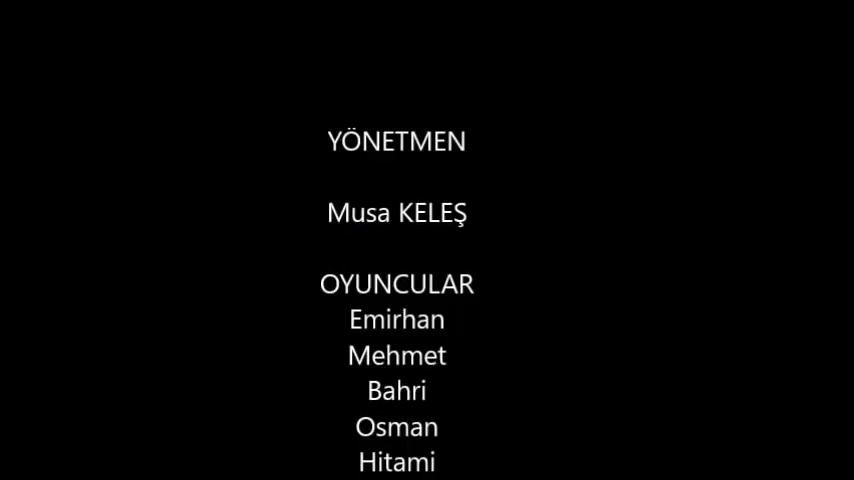 YÖNETMEN
Musa KELEŞ
OYUNCULAR
Emirhan
Mehmet
Bahri
Osman
Hitami